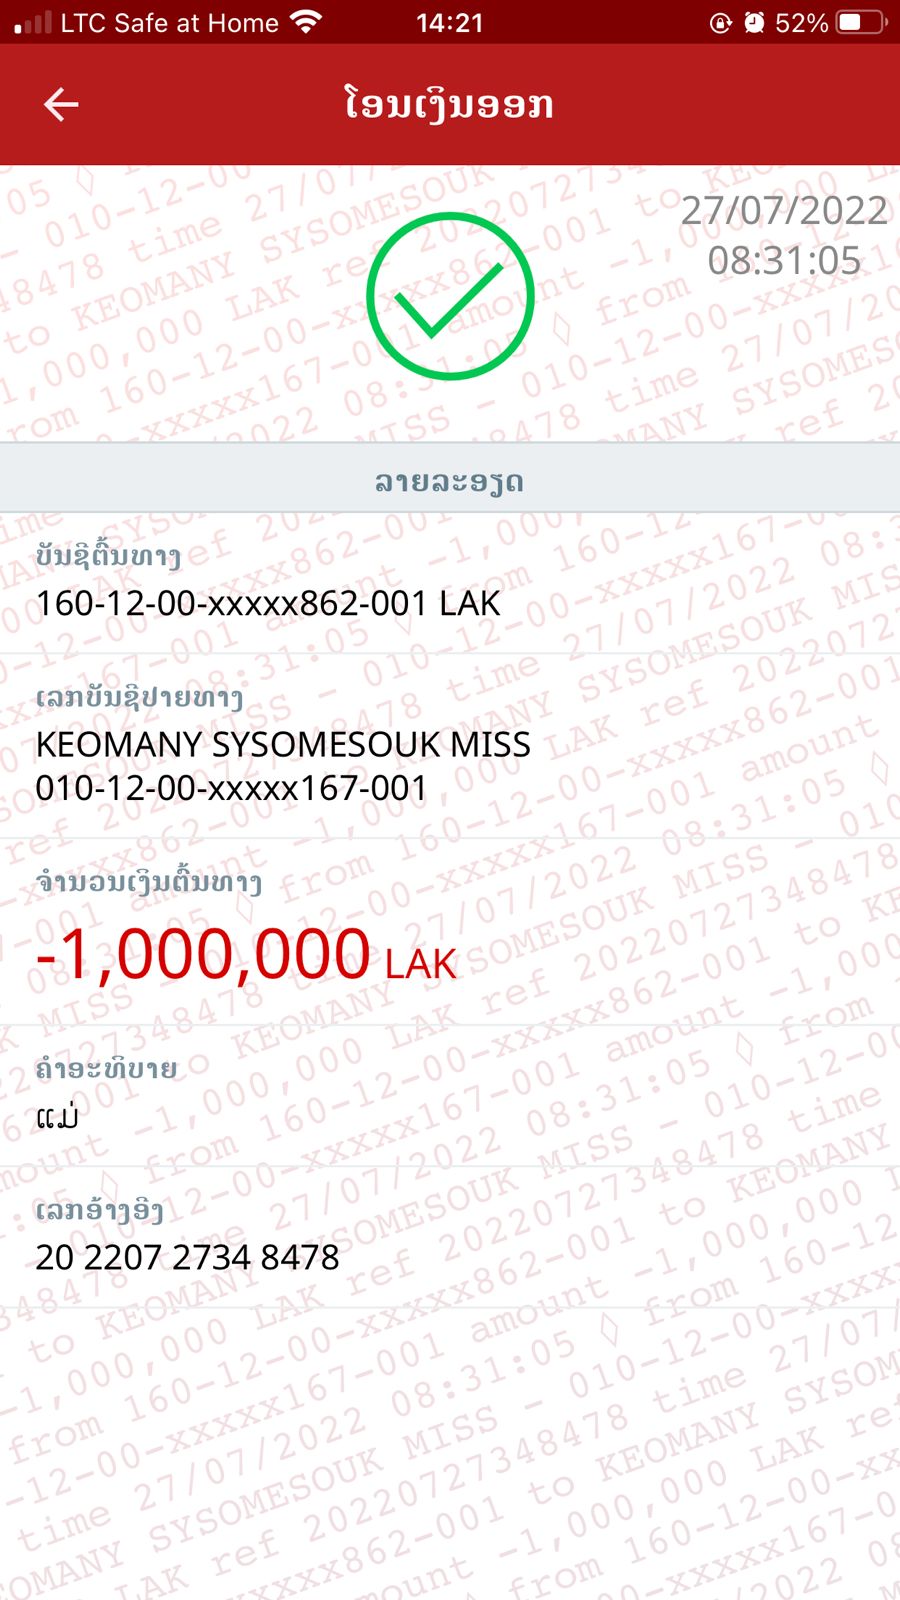 LTC Safe at Home 14:21 52%
ໂອນເງິນອອກ
27/07/2022
08:31:05
ລາຍລະອຽດ
ບັນຊີຕົ້ນທາງ
160-12-00-xxxxx862-001 LAK
ເລກບັນຊີປາຍທາງ
KEOMANY SYSOMESOUK MISS
010-12-00-xxxxx167-001
ຈຳນວນເງິນຕົ້ນທາງ
-1,000,000 LAK
ຄຳອະທິບາຍ
ແມ່
ເລກອ້າງອີງ
20 2207 2734 8478